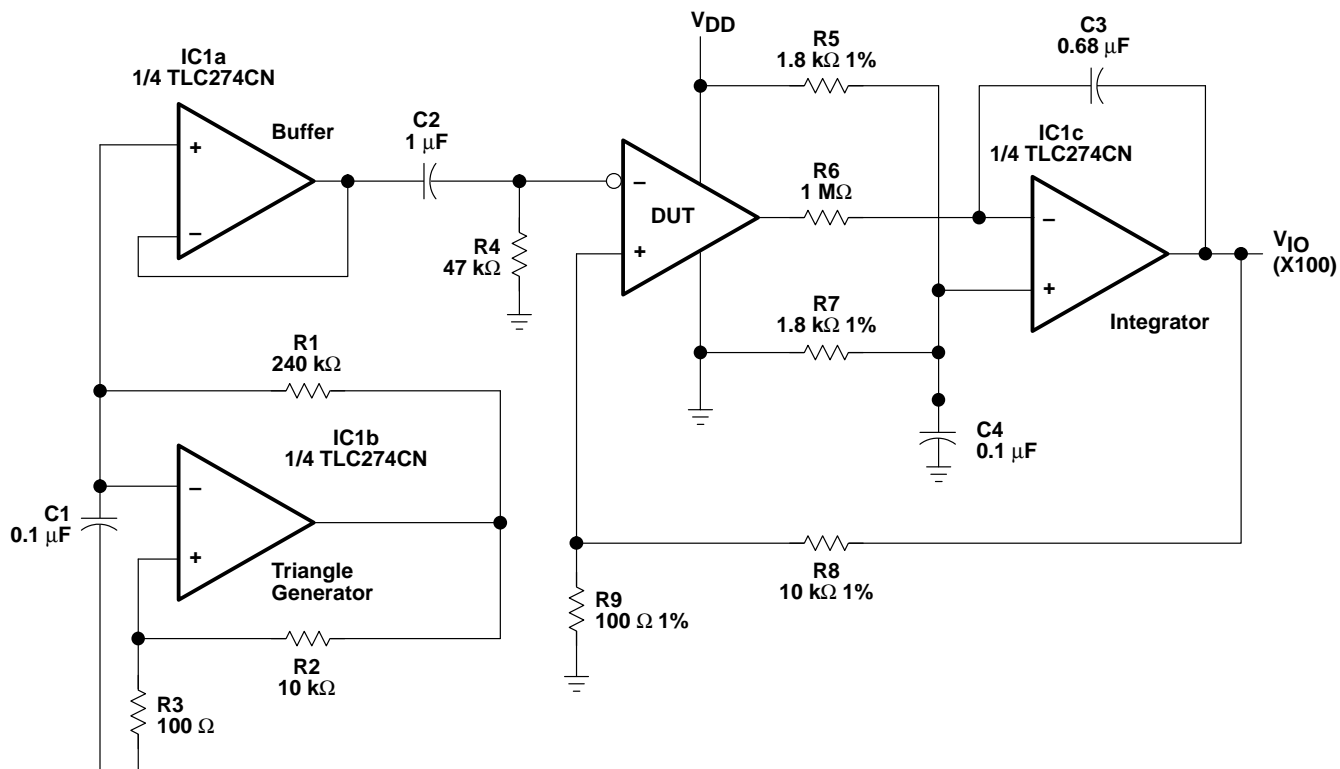 IC1a
1/4 TLC274CN
+
−
Buffer
C2
1 μF
R4
47 kΩ
VDD
R5
1.8 kΩ 1%
−
DUT
+
R6
1 MΩ
R7
1.8 kΩ 1%
C3
0.68 μF
IC1c
1/4 TLC274CN
−
+
Integrator
VIO
(X100)
C4
0.1 μF
R1
240 kΩ
IC1b
1/4 TLC274CN
−
+
Triangle
Generator
C1
0.1 μF
R2
10 kΩ
R3
100 Ω
R8
10 kΩ 1%
R9
100 Ω 1%